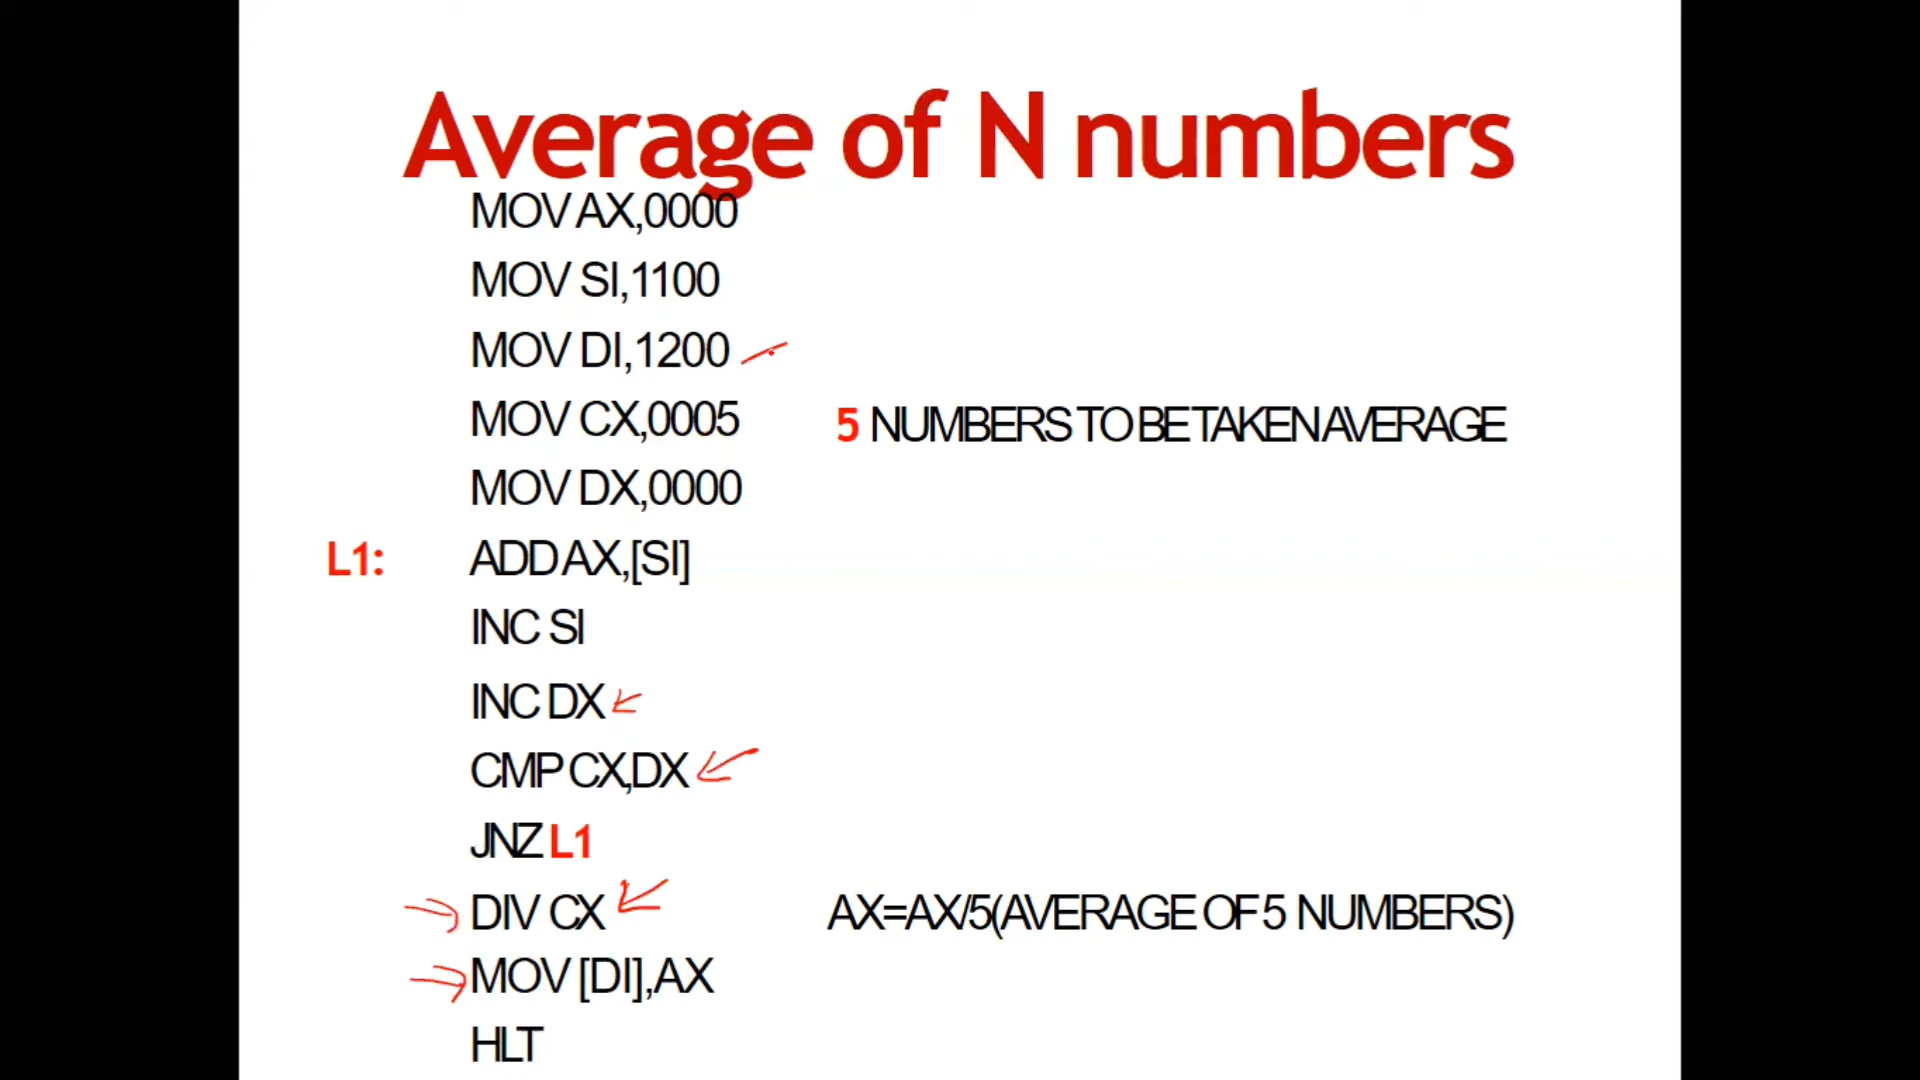 Average of N numbers
MOV AX,0000
MOV SI,1100
MOV DI,1200
MOV CX,0005 5 NUMBERS TO BE TAKEN AVERAGE
MOV DX,0000
L1: ADD AX,[SI]
INC SI
INC DX
CMP CX,DX
JNZ L1
DIV CX AX=AX/5(AVERAGE OF 5 NUMBERS)
MOV [DI],AX
HLT